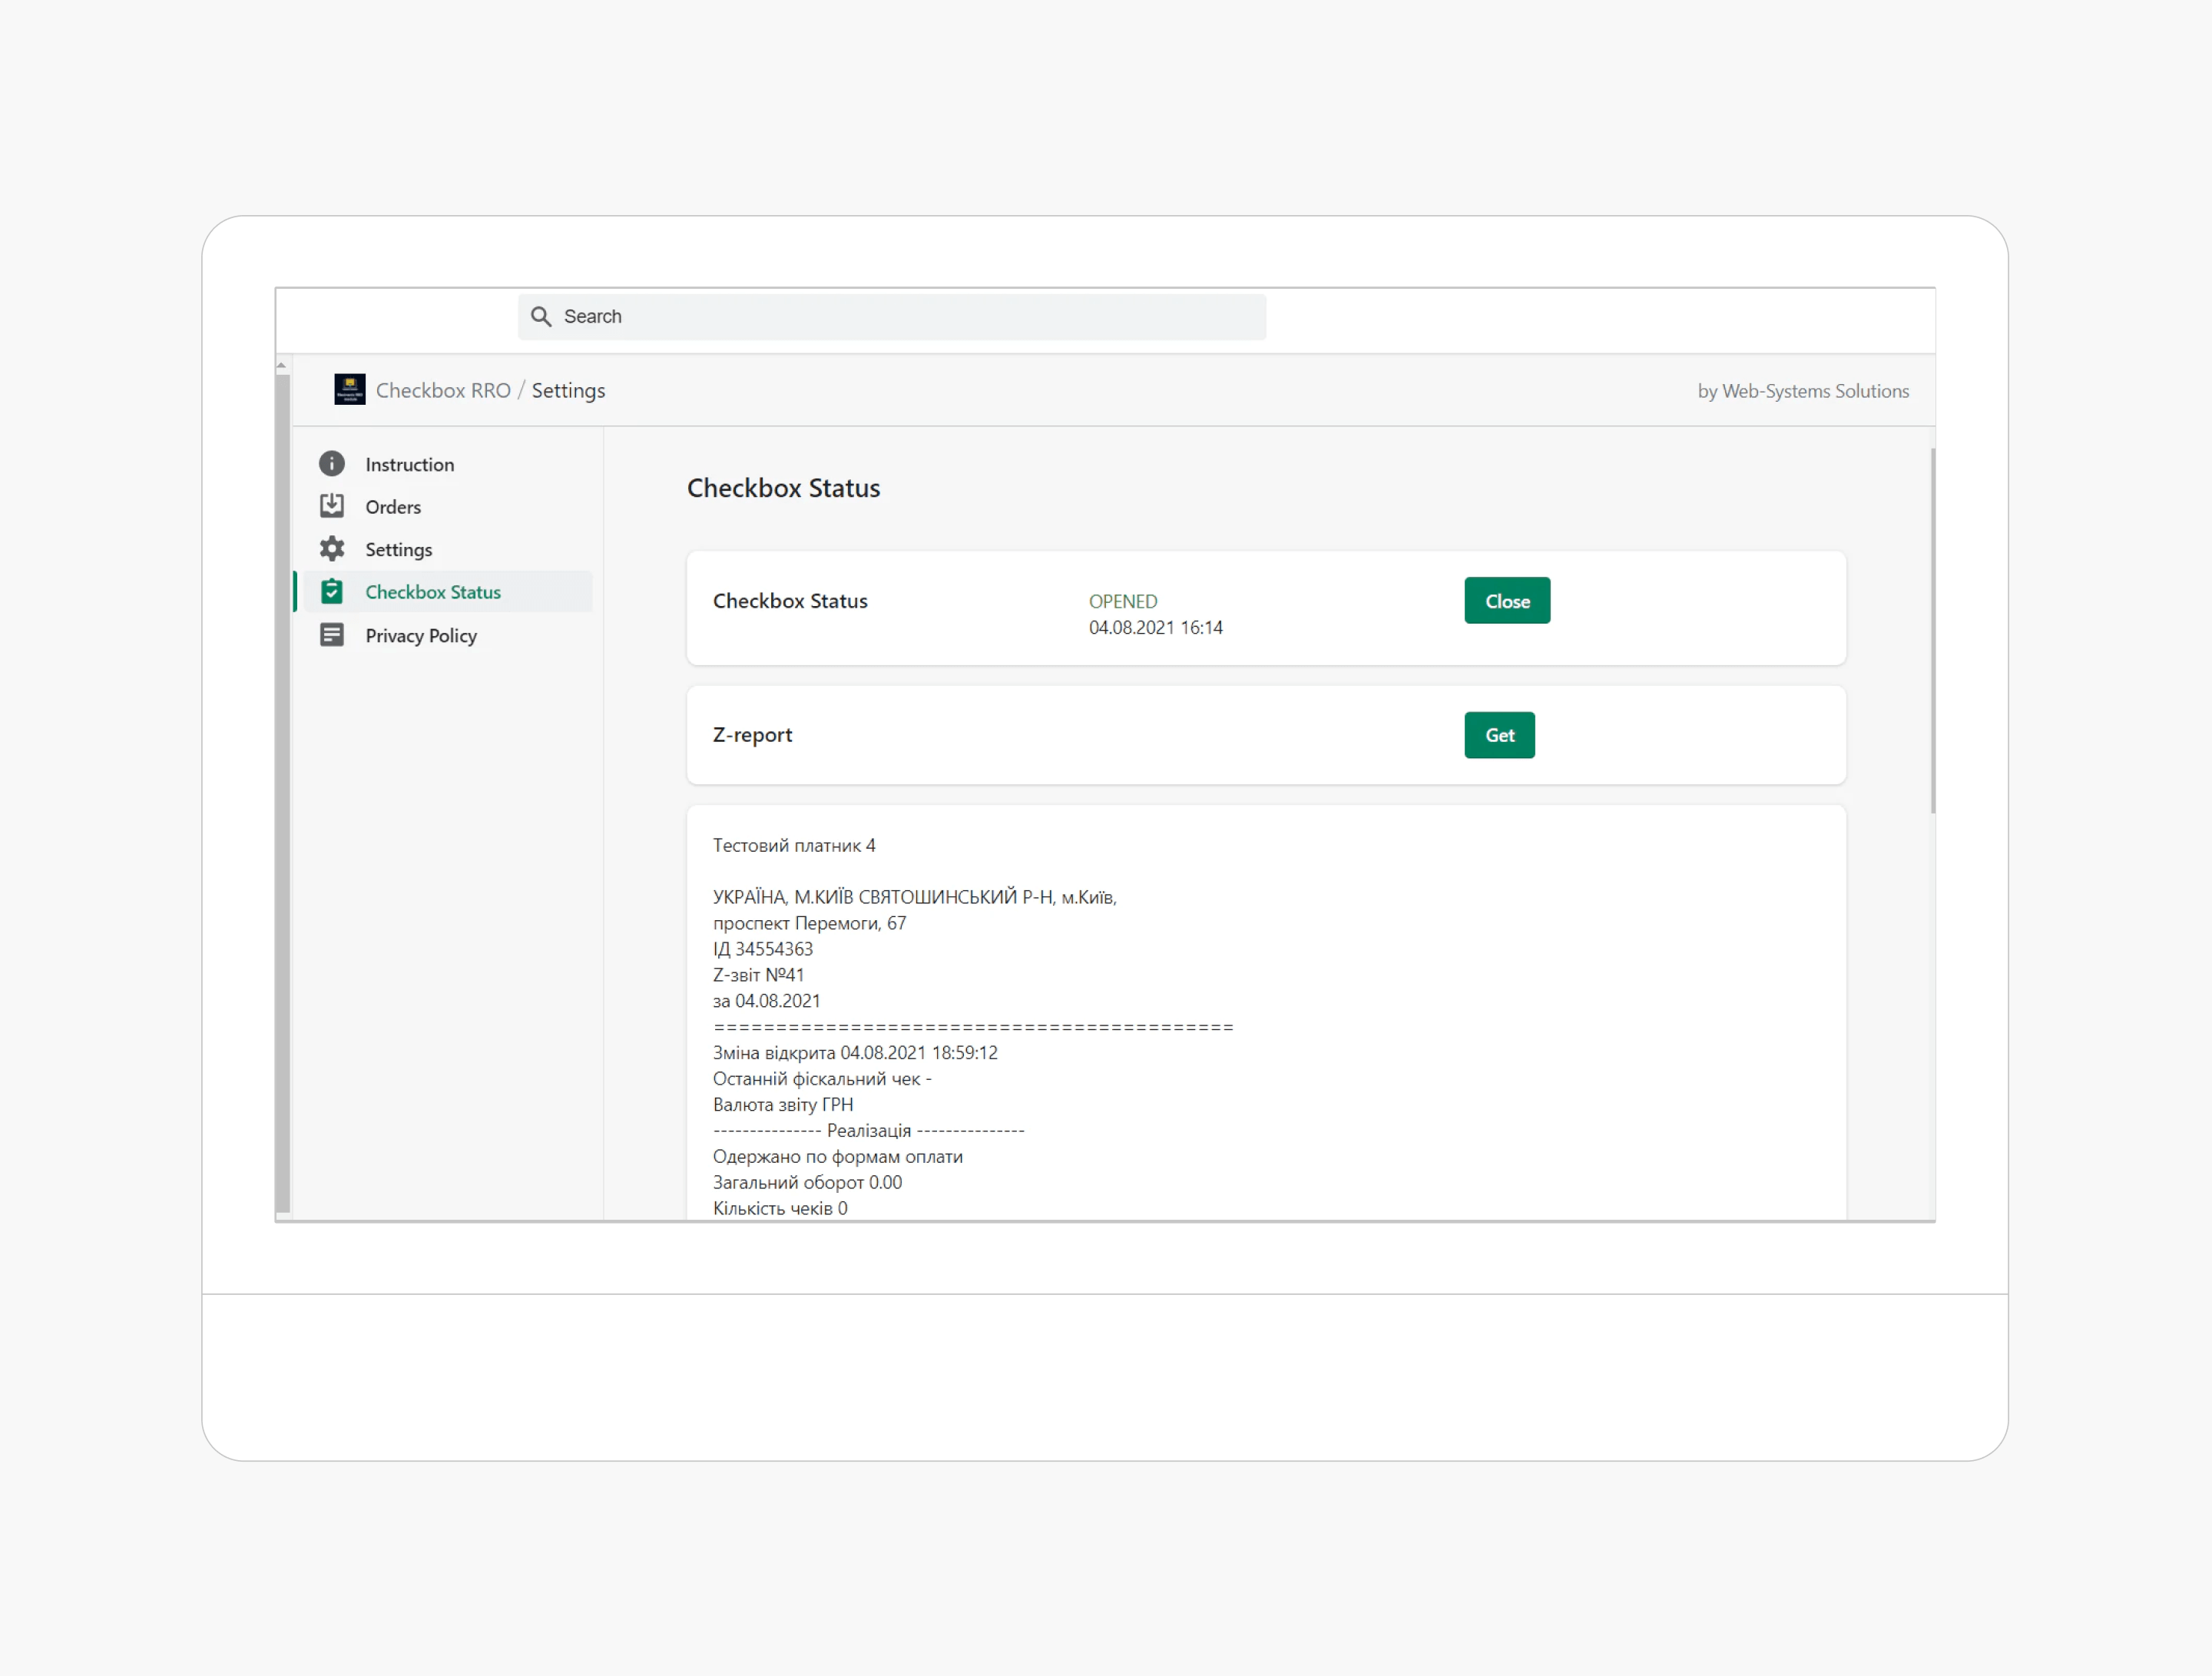 Search
Checkbox RRO / Settings
by Web-Systems Solutions
Instruction
Orders
Settings
Checkbox Status
Privacy Policy
Checkbox Status
Checkbox Status
OPENED
Close
04.08.2021 16:14
Z-report
Get
Тестовий платник 4
УКРАЇНА, М.КИЇВ СВЯТОШИНСЬКИЙ Р-Н, м.Київ,
проспект Перемоги, 67
ІД 34554363
Z-звіт №41
за 04.08.2021
==========================================
Зміна відкрита 04.08.2021 18:59:12
Останній фіскальний чек -
Валюта звіту ГРН
--------------- Реалізація ---------------
Одержано по формам оплати
Загальний оборот 0.00
Кількість чеків 0